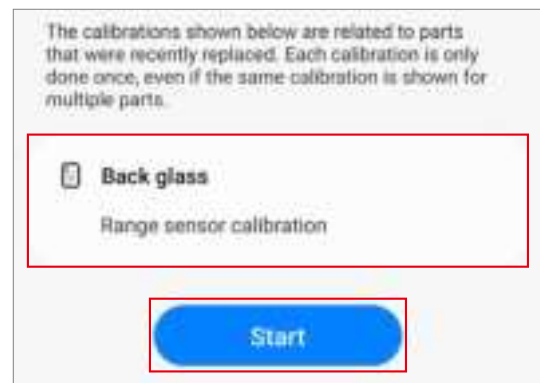 The calibrations shown below are related to parts
that were recently replaced. Each calibration is only
done once, even if the same calibration is shown for
multiple parts.
Back glass
Range sensor calibration
Start